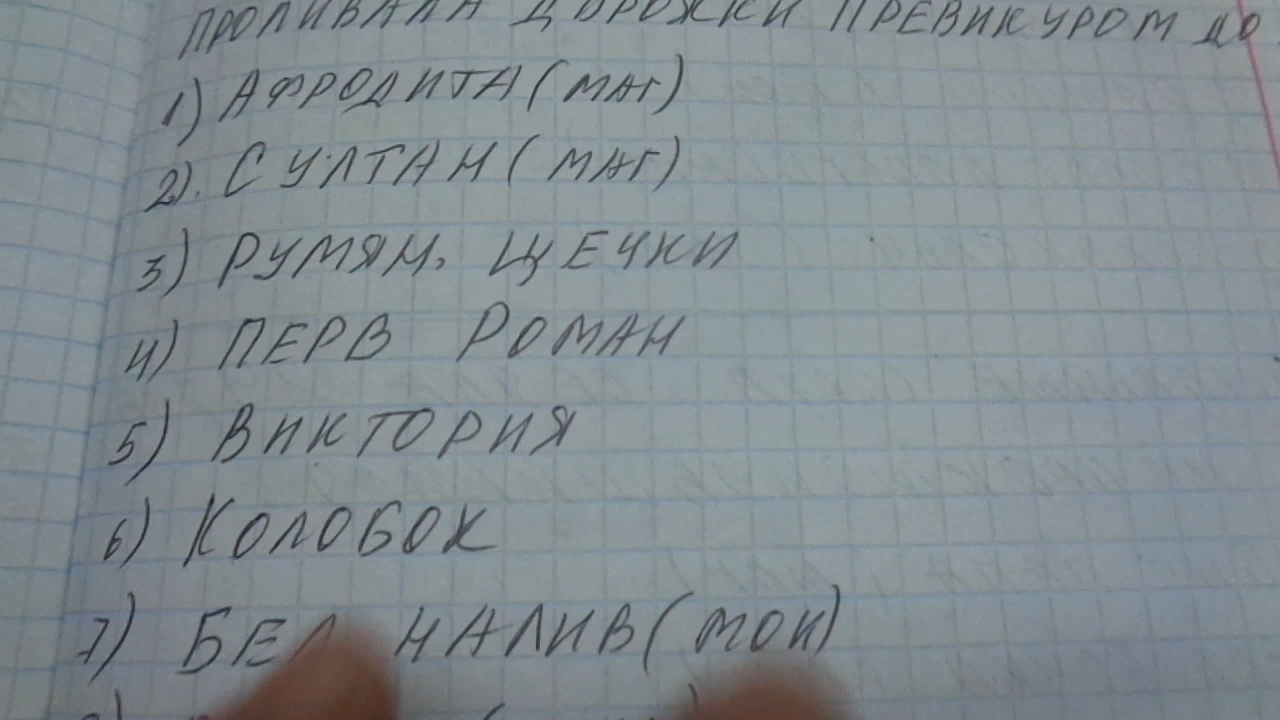 ПРОЛИВАЛА ДОРОЖКИ ПРЕВИКУРОМ ДО
1) АФРОДИТА (МАГ)
2). СУЛТАН (МАГ)
3) РУМЯН. ЩЕЧКИ
4) ПЕРВ РОМАН
5) ВИКТОРИЯ
6) КОЛОБОК
7) БЕЛ НАЛИВ (МОИ)